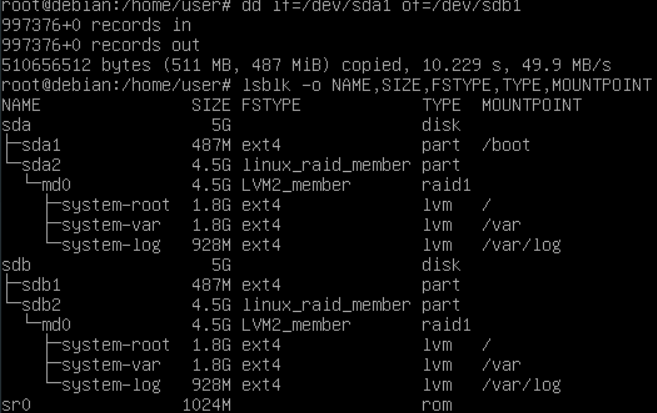 root@debian:/home/user# dd if=/dev/sda1 of=/dev/sdb1
997376+0 records in
997376+0 records out
510656512 bytes (511 MB, 487 MiB) copied, 10.229 s, 49.9 MB/s
root@debian:/home/user# lsblk -o NAME,SIZE,FSTYPE,TYPE,MOUNTPOINT
NAME                SIZE FSTYPE            TYPE  MOUNTPOINT
sda                   5G                   disk
├─sda1              487M ext4              part  /boot
└─sda2              4.5G linux_raid_member part
  └─md0             4.5G LVM2_member       raid1
    ├─system-root   1.8G ext4              lvm   /
    ├─system-var    1.8G ext4              lvm   /var
    └─system-log    928M ext4              lvm   /var/log
sdb                   5G                   disk
├─sdb1              487M ext4              part
└─sdb2              4.5G linux_raid_member part
  └─md0             4.5G LVM2_member       raid1
    ├─system-root   1.8G ext4              lvm   /
    ├─system-var    1.8G ext4              lvm   /var
    └─system-log    928M ext4              lvm   /var/log
sr0                1024M                   rom